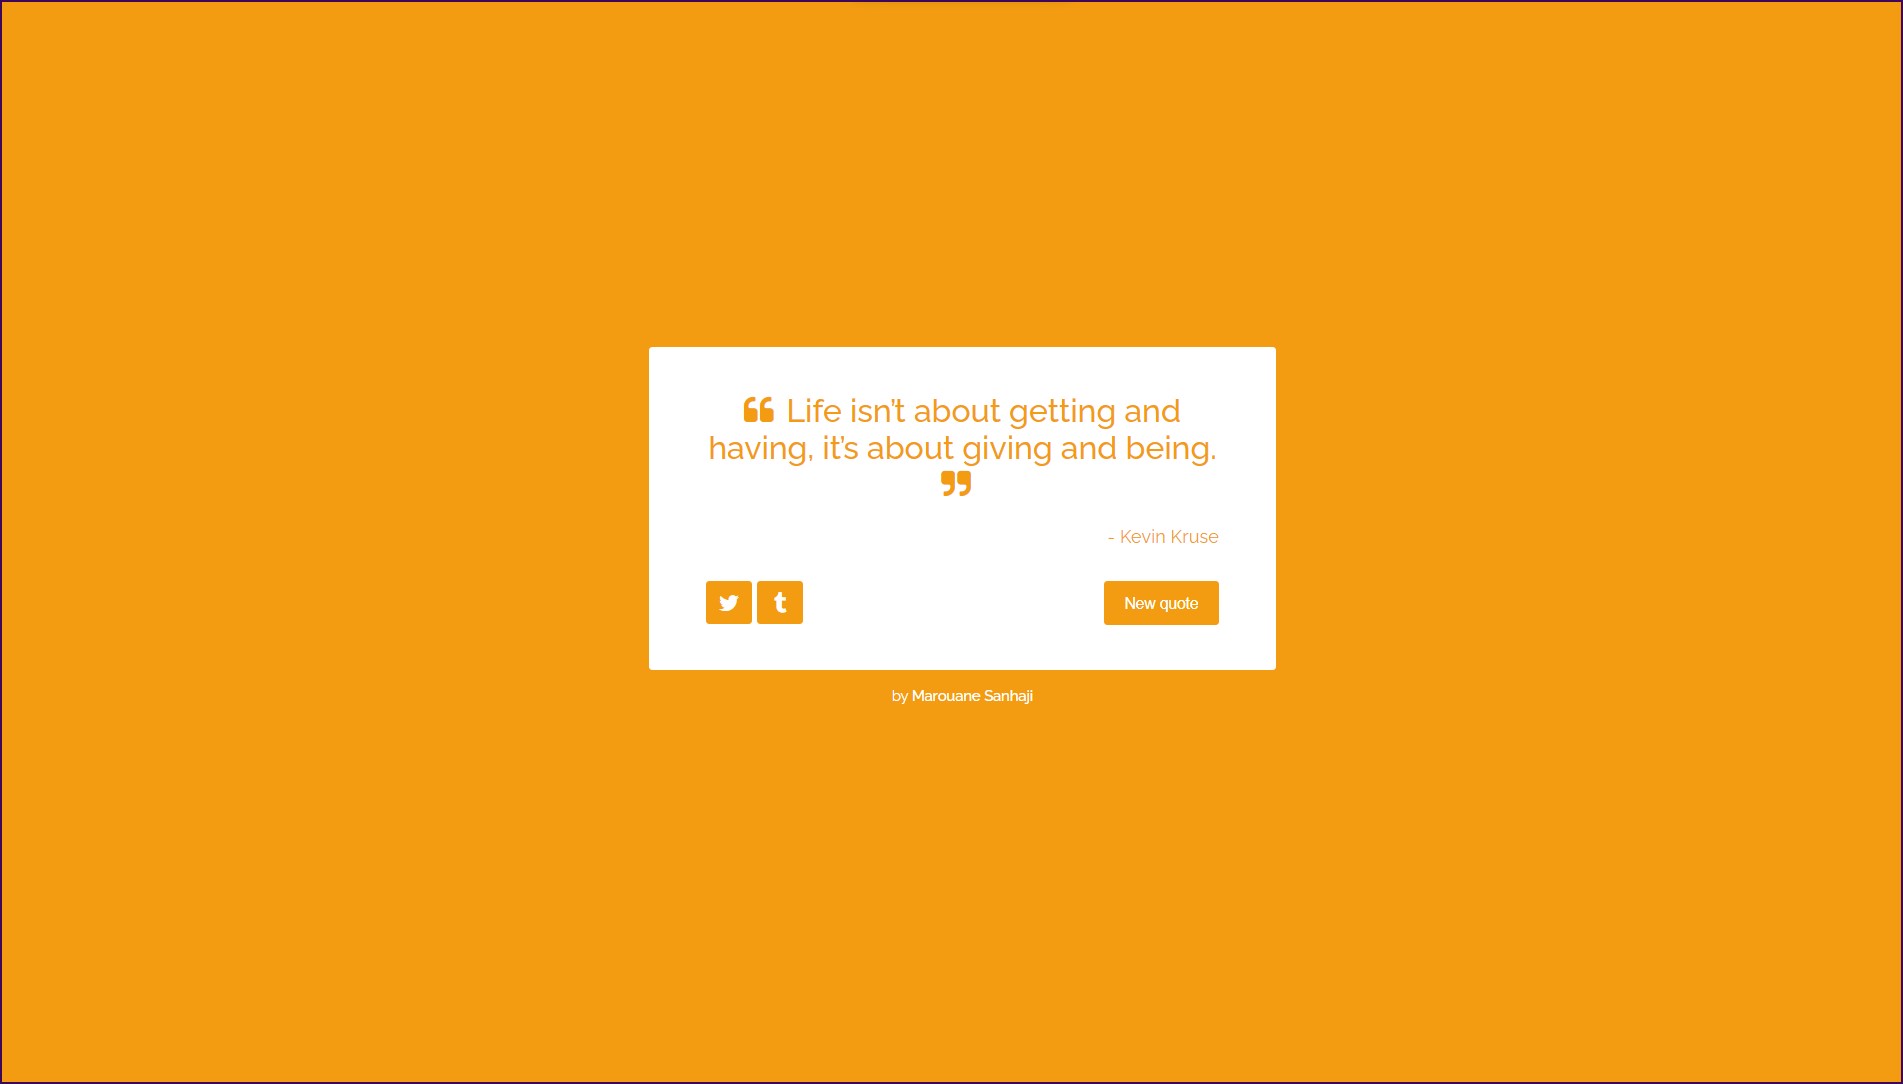 “ Life isn’t about getting and
having, it’s about giving and being.
”
- Kevin Kruse
New quote
by Marouane Sanhaji